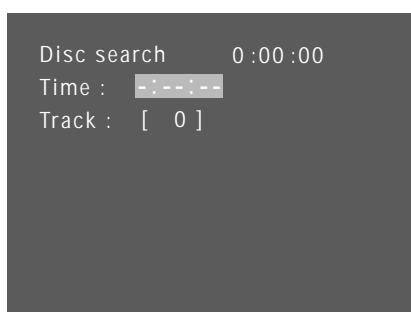 Disc search 0:00:00
Time : -:--:--
Track : [ 0 ]